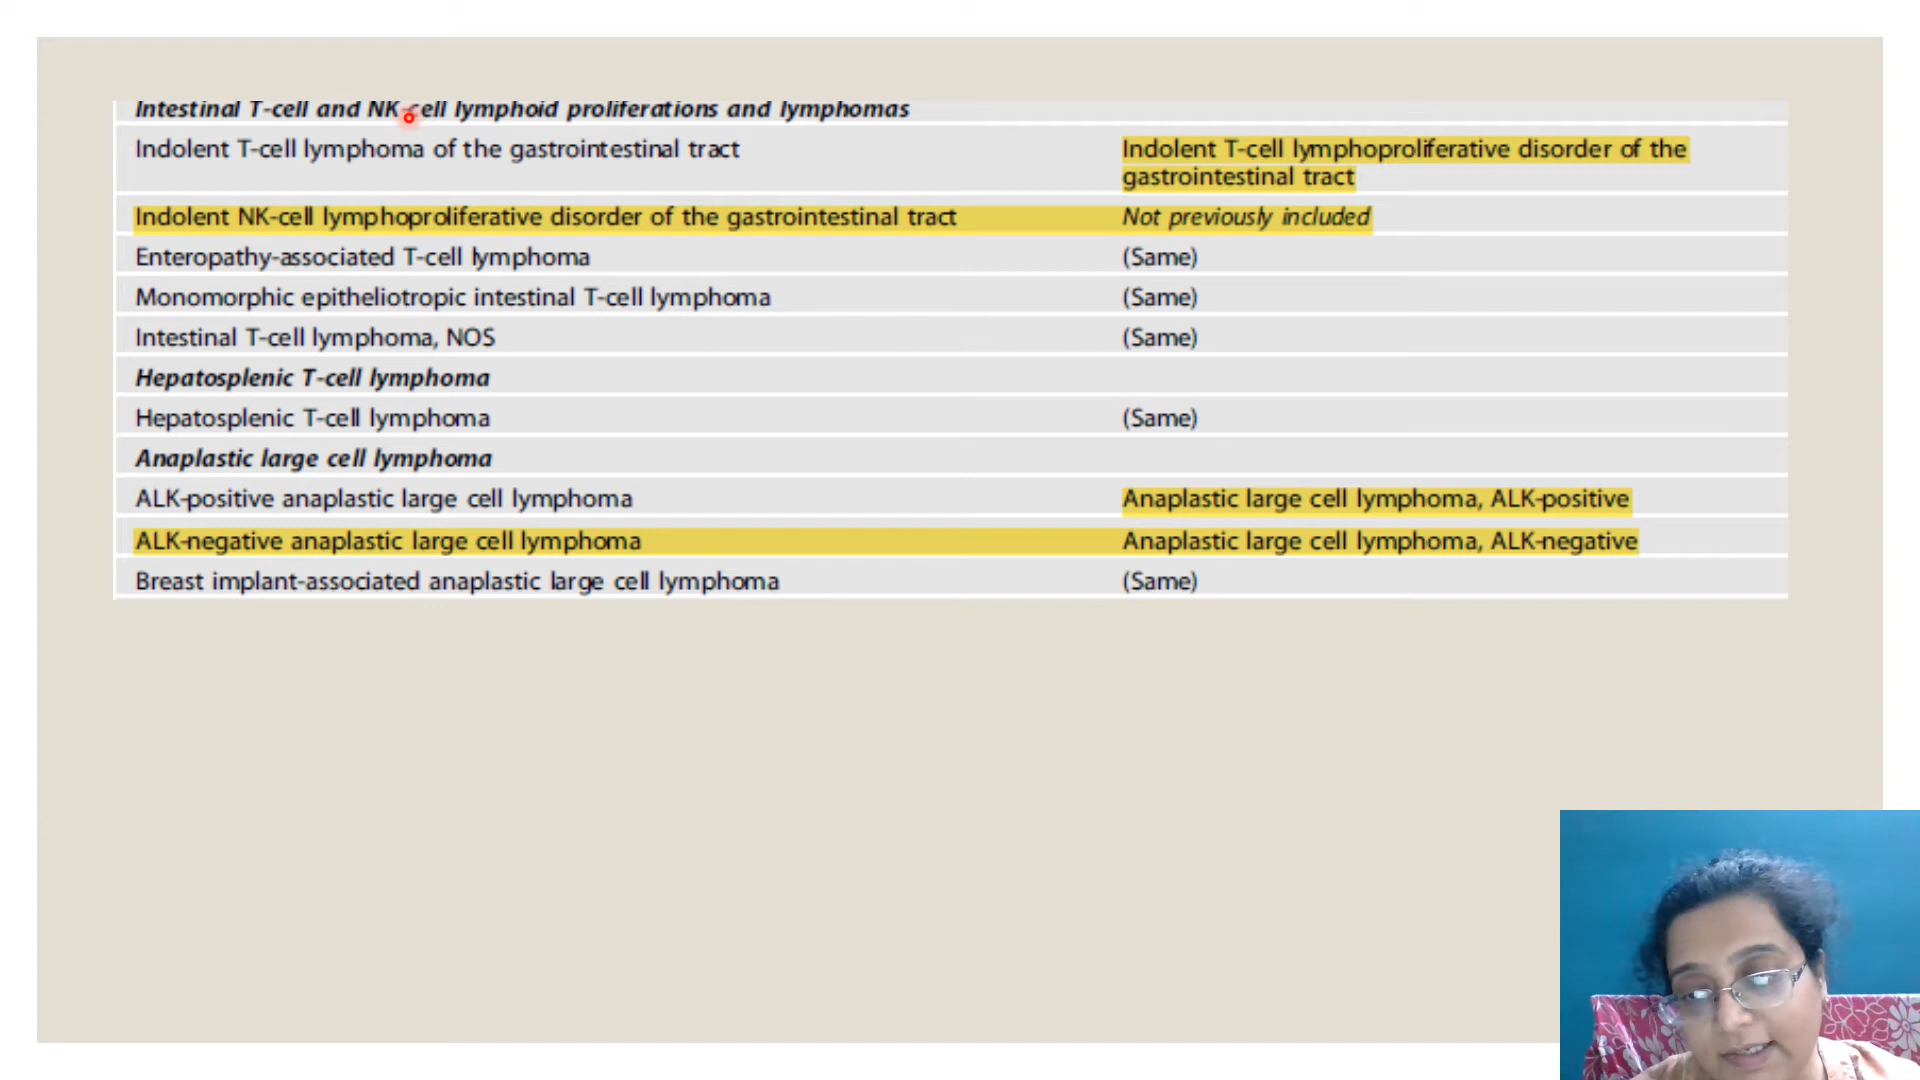 Intestinal T-cell and NK-cell lymphoid proliferations and lymphomas
Indolent T-cell lymphoma of the gastrointestinal tract
Indolent T-cell lymphoproliferative disorder of the
gastrointestinal tract
Indolent NK-cell lymphoproliferative disorder of the gastrointestinal tract
Not previously included
Enteropathy-associated T-cell lymphoma
(Same)
Monomorphic epitheliotropic intestinal T-cell lymphoma
(Same)
Intestinal T-cell lymphoma, NOS
(Same)
Hepatosplenic T-cell lymphoma
Hepatosplenic T-cell lymphoma
(Same)
Anaplastic large cell lymphoma
ALK-positive anaplastic large cell lymphoma
Anaplastic large cell lymphoma, ALK-positive
ALK-negative anaplastic large cell lymphoma
Anaplastic large cell lymphoma, ALK-negative
Breast implant-associated anaplastic large cell lymphoma
(Same)